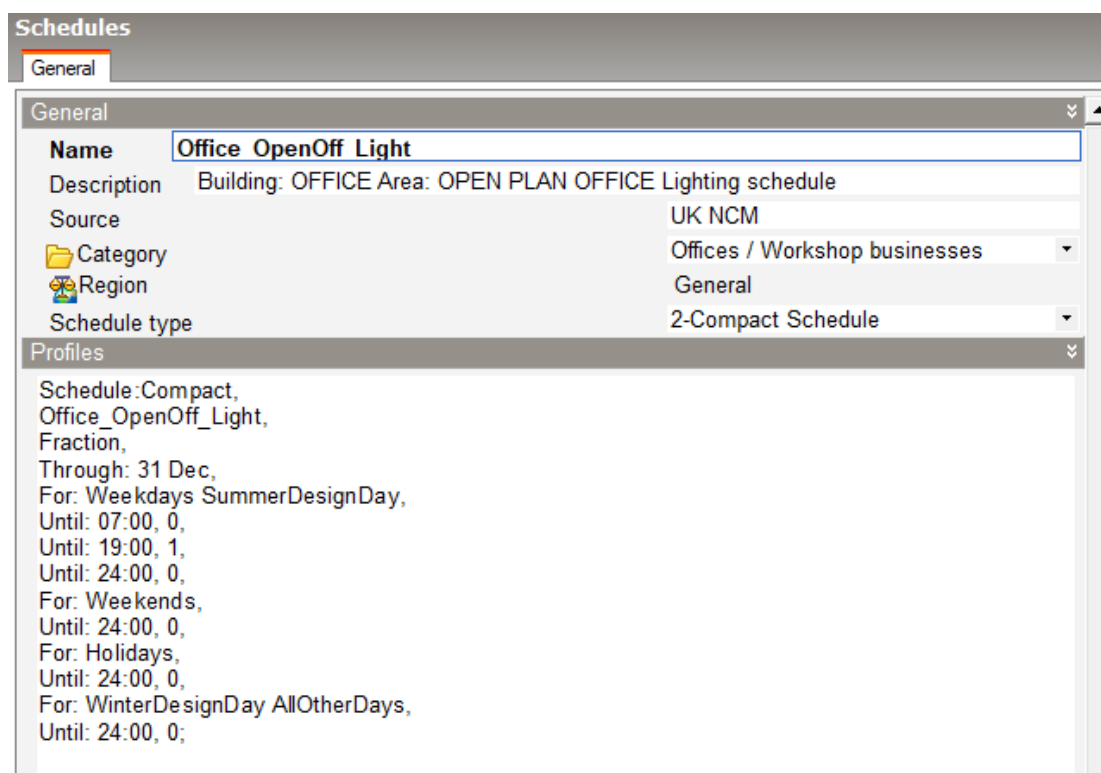 Schedules
General
General
Name Office_OpenOff_Light
Description Building: OFFICE Area: OPEN PLAN OFFICE Lighting schedule
Source UK NCM
Category Offices / Workshop businesses
Region General
Schedule type 2-Compact Schedule
Profiles
Schedule:Compact,
Office_OpenOff_Light,
Fraction,
Through: 31 Dec,
For: Weekdays SummerDesignDay,
Until: 07:00, 0,
Until: 19:00, 1,
Until: 24:00, 0,
For: Weekends,
Until: 24:00, 0,
For: Holidays,
Until: 24:00, 0,
For: WinterDesignDay AllOtherDays,
Until: 24:00, 0;